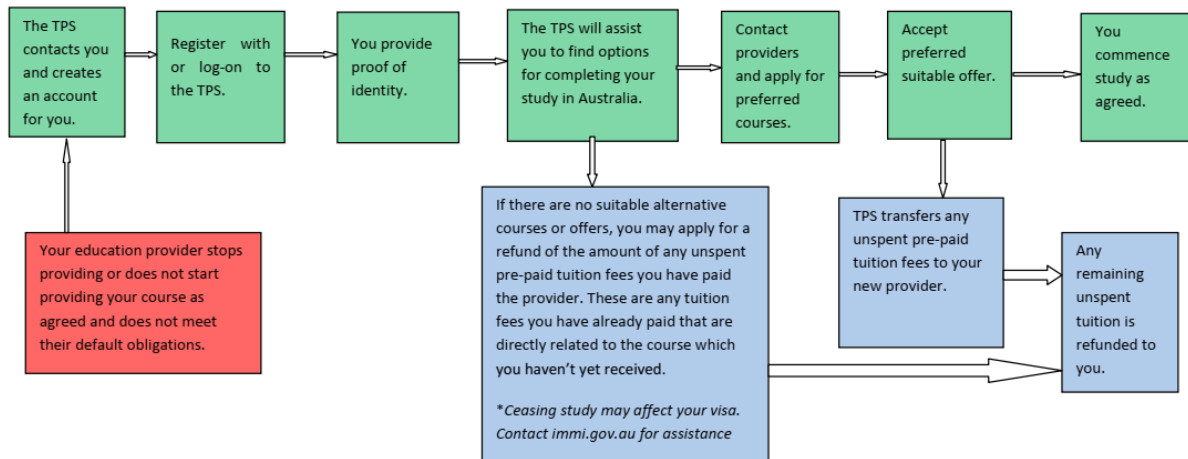 The TPS
contacts you
and creates
an account
for you.
Register with
or log-on to
the TPS.
You provide
proof of
identity.
The TPS will assist
you to find options
for completing your
study in Australia.
Contact
providers
and apply for
preferred
courses.
Accept
preferred
suitable offer.
You
commence
study as
agreed.
Your education provider stops
providing or does not start
providing your course as
agreed and does not meet
their default obligations.
If there are no suitable alternative
courses or offers, you may apply for a
refund of the amount of any unspent
pre-paid tuition fees you have paid
the provider. These are any tuition
fees you have already paid that are
directly related to the course which
you haven't yet received.
*Ceasing study may affect your visa.
Contact immi.gov.au for assistance
TPS transfers any
unspent pre-paid
tuition fees to your
new provider.
Any
remaining
unspent
tuition is
refunded to
you.